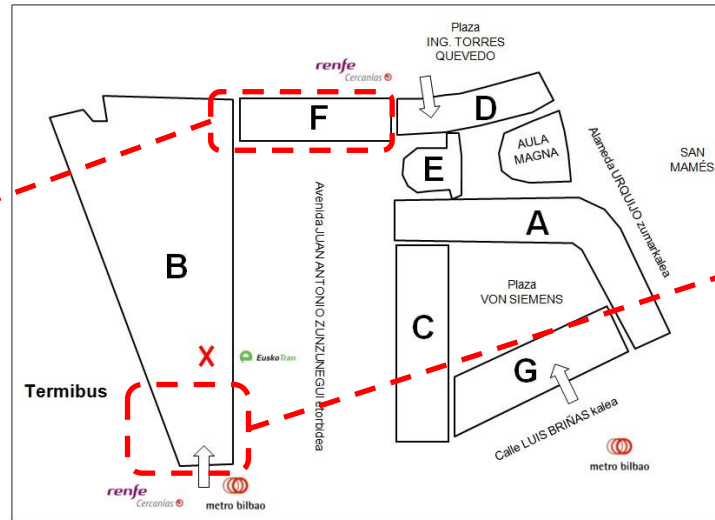 Plaza
ING. TORRES
QUEVEDO
renfe
Cercanías
F
D
AULA
MAGNA
E
SAN
MAMÉS
Alameda URQUIJO zumarkalea
A
Avenida JUAN ANTONIO ZUNZUNEGUI etorbidea
B
Plaza
VON SIEMENS
C
X
EuskoTran
G
Termibus
Calle LUIS BRIÑAS kalea
metro bilbao
renfe
Cercanías
metro bilbao